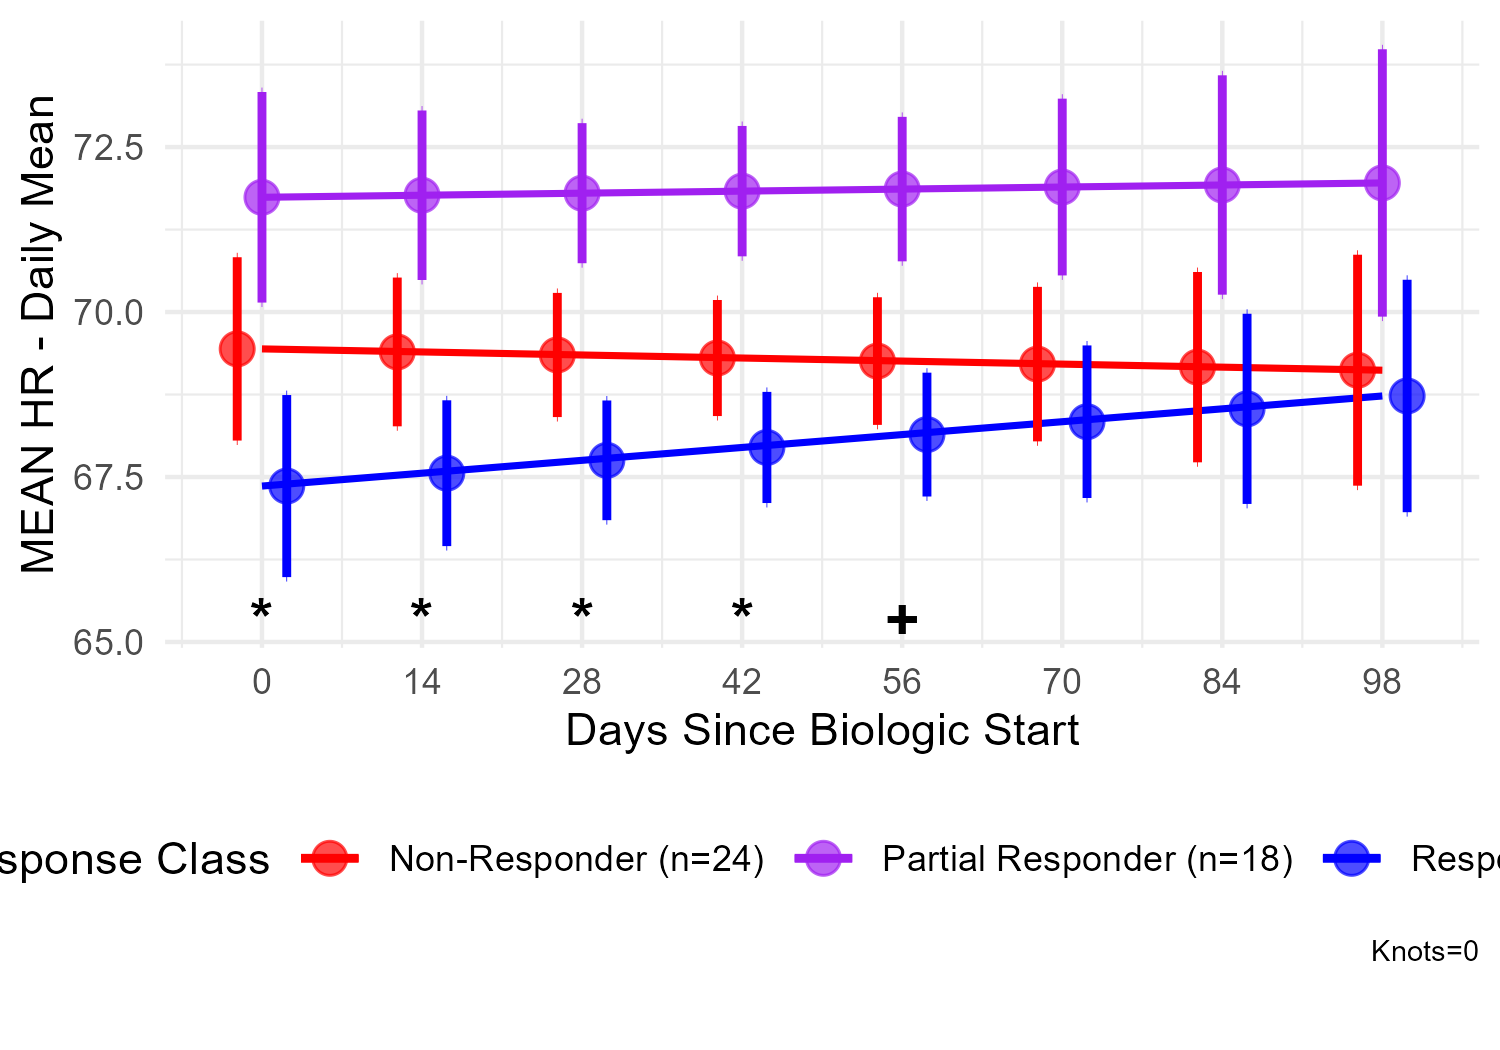 MEAN HR - Daily Mean
72.5
70.0
67.5
65.0
* * * * +
0 14 28 42 56 70 84 98
Days Since Biologic Start
sponse Class Non-Responder (n=24) Partial Responder (n=18) Respo
Knots=0